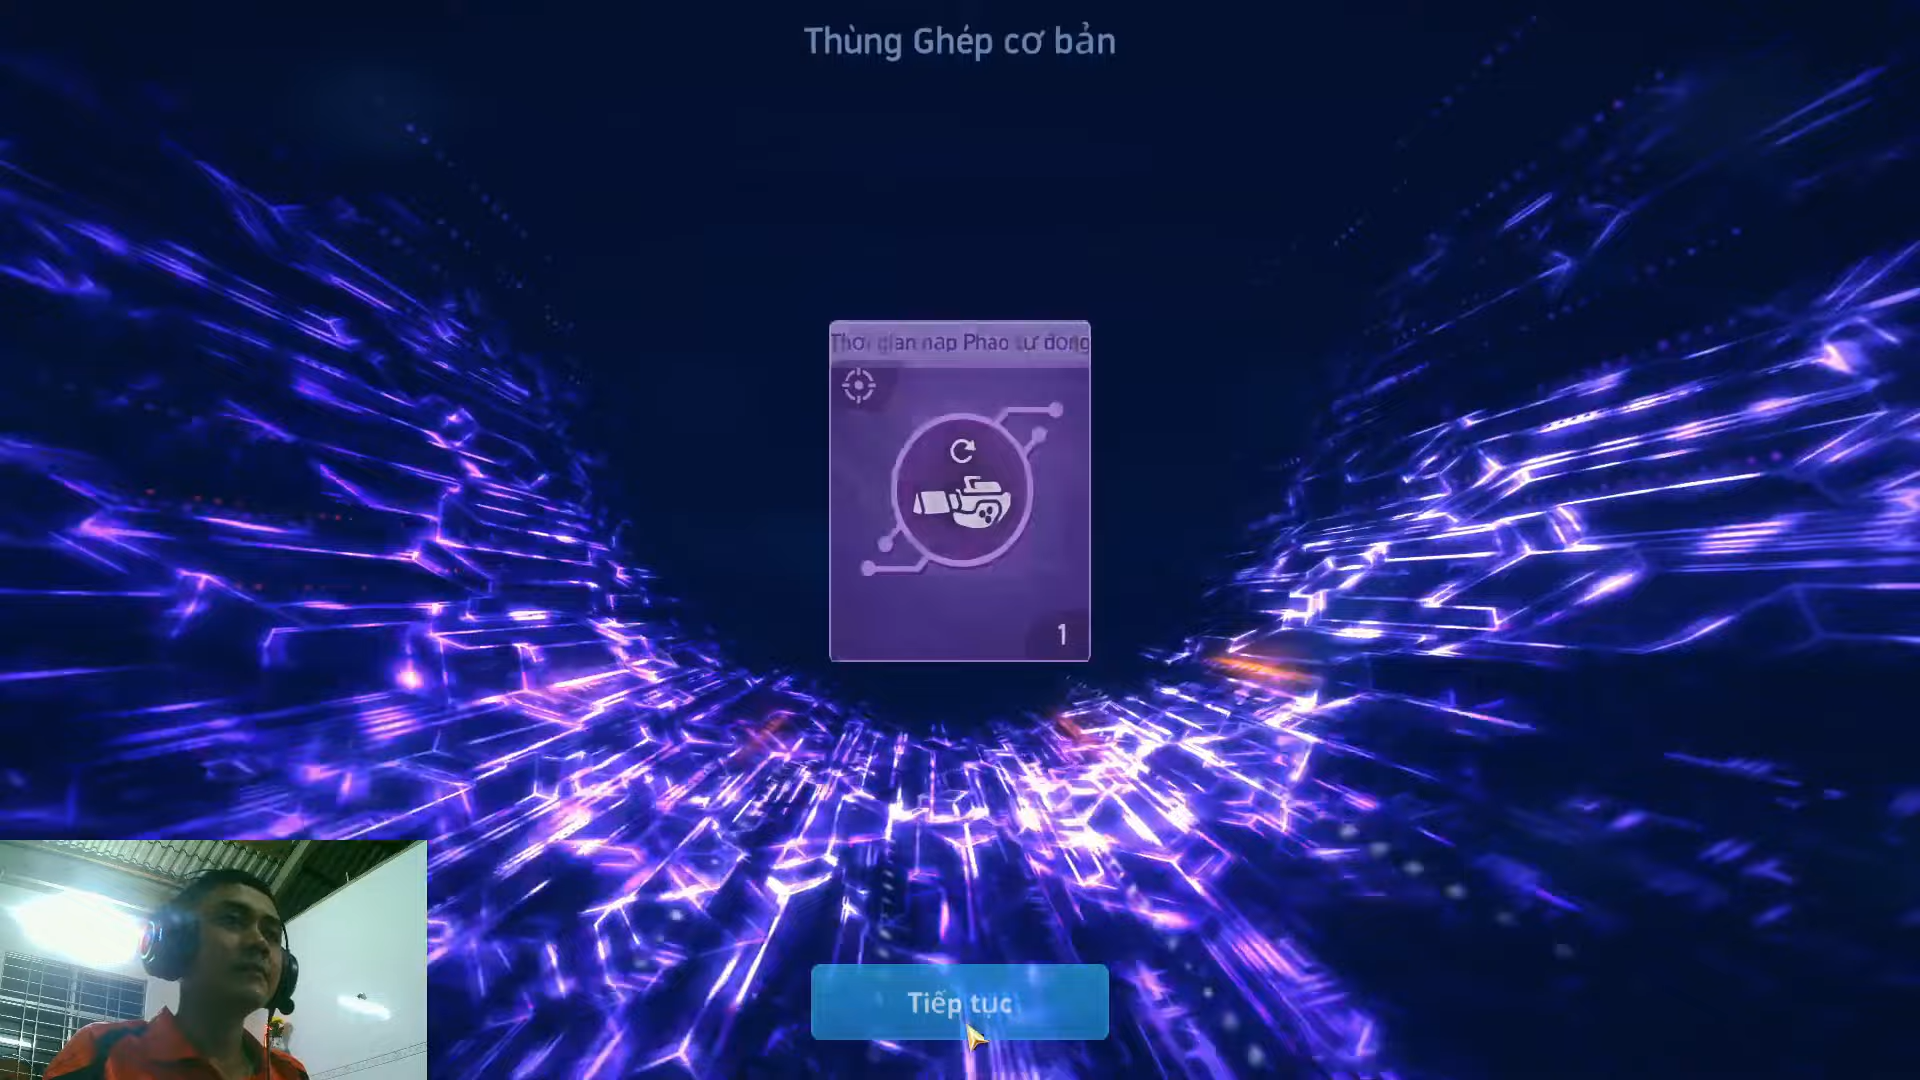 Thùng Ghép cơ bản
Thời gian nạp Pháo tự động
1
Tiếp tục